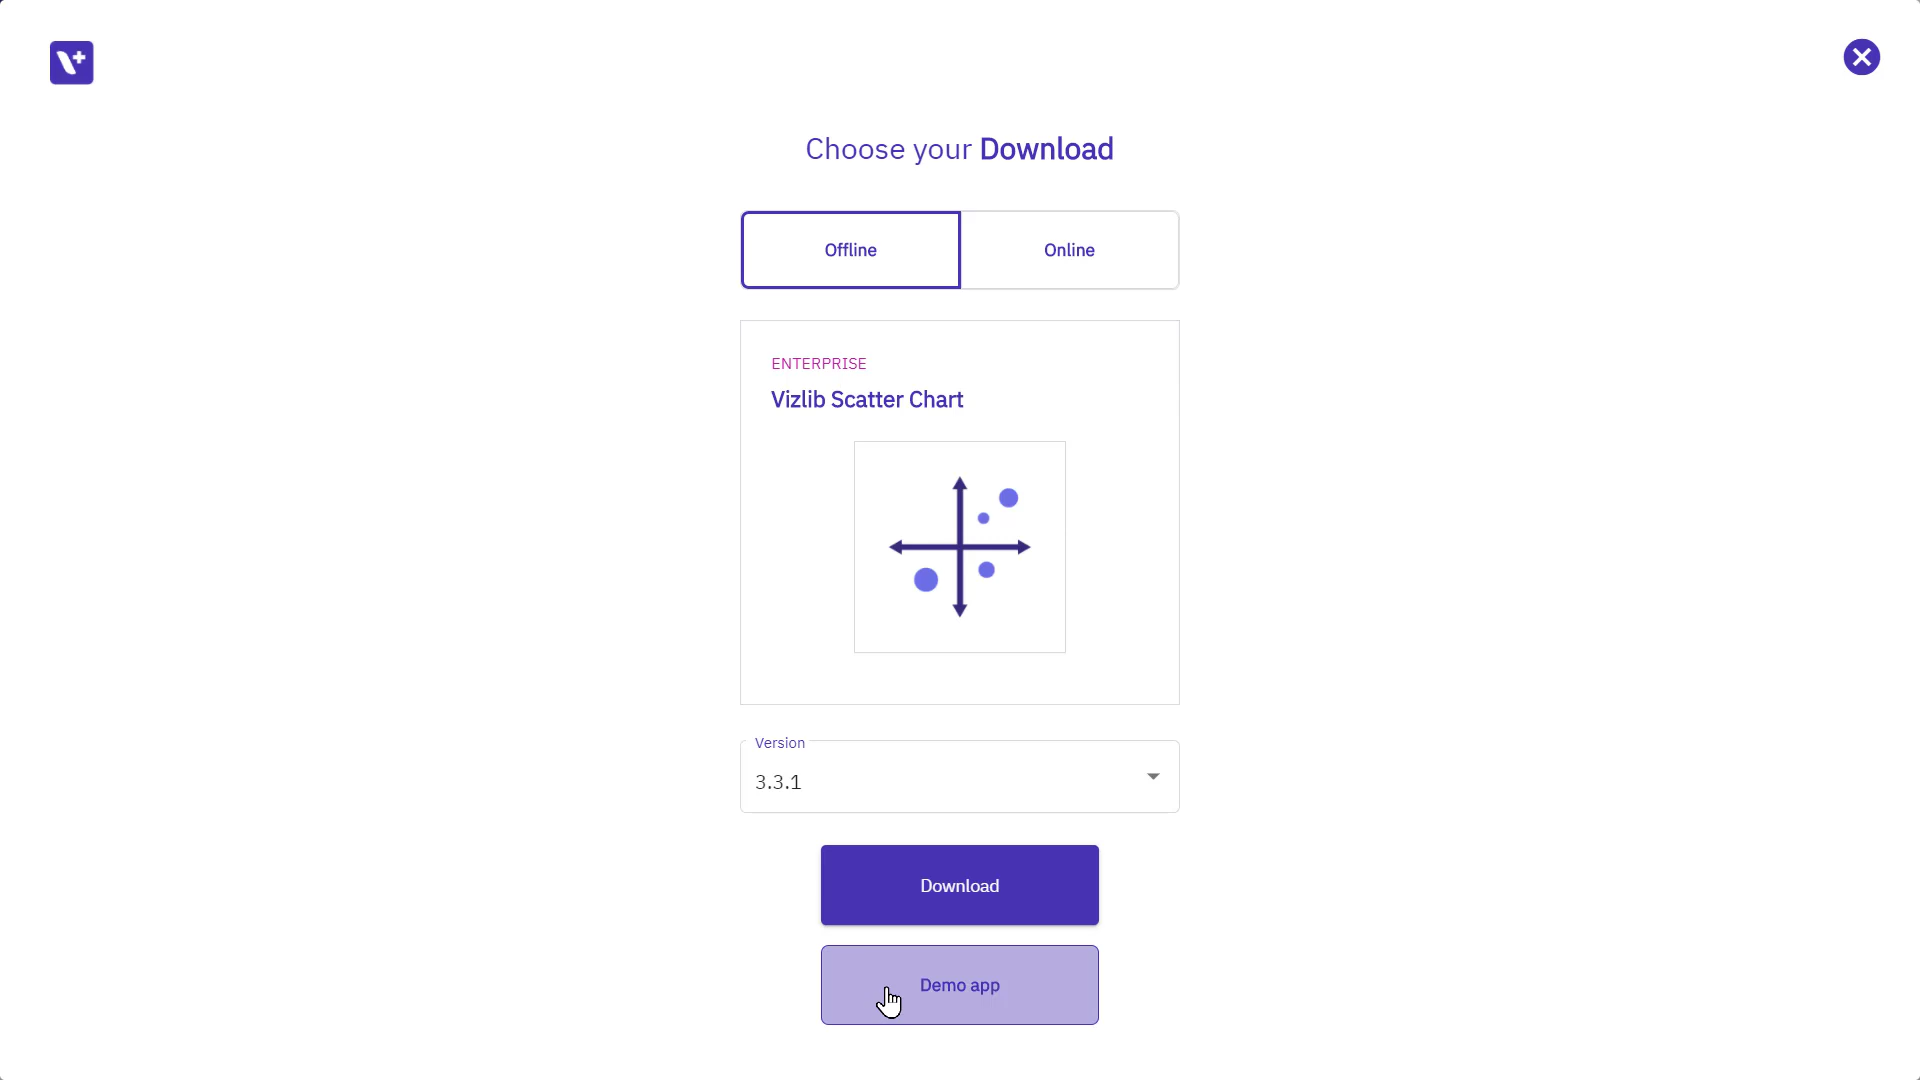 Choose your Download
Offline
Online
ENTERPRISE
Vizlib Scatter Chart
Version
3.3.1
Download
Demo app